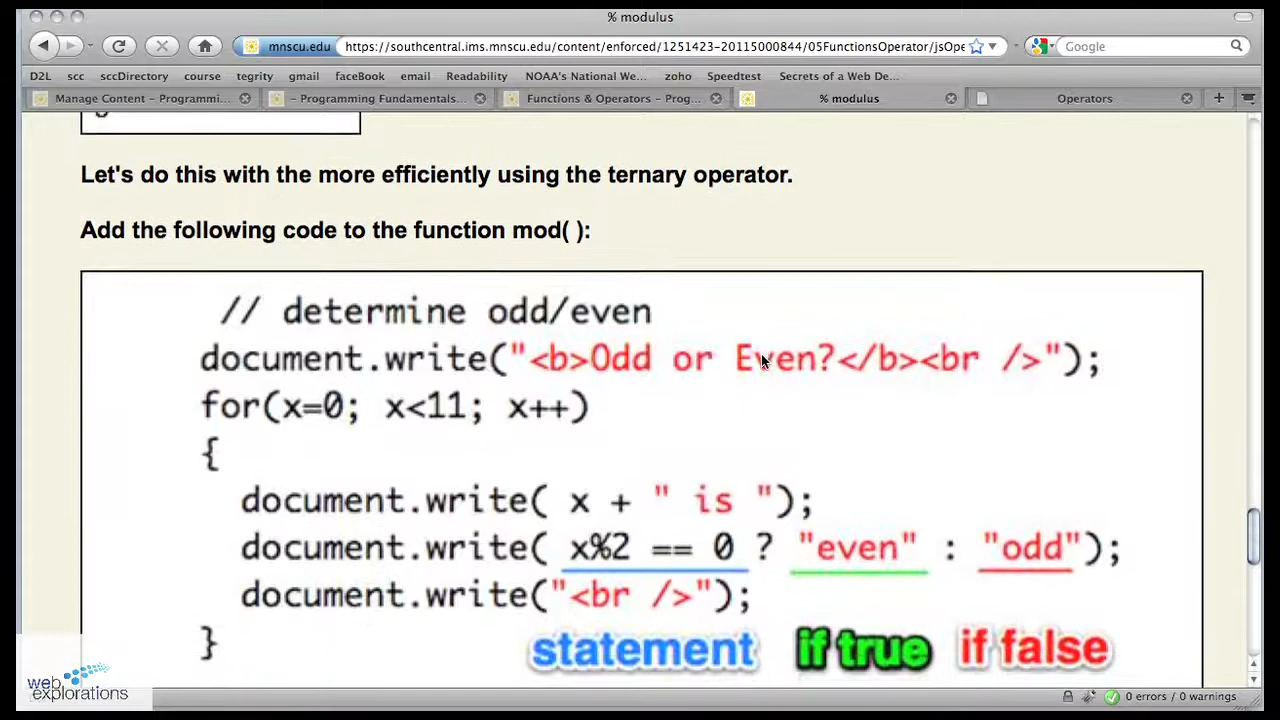 % modulus
mnscu.edu https://southcentral.ims.mnscu.edu/content/enforced/1251423-20115000844/05FunctionsOperator/jsOpe Google
D2L scc sccDirectory course tegrity gmail faceBook email Readability NOAA's National We... zoho Speedtest Secrets of a Web De...
Manage Content – Programmi... – Programming Fundamentals... Functions & Operators – Prog... % modulus Operators
Let's do this with the more efficiently using the ternary operator.
Add the following code to the function mod( ):
// determine odd/even
document.write("<b>Odd or Even?</b><br />");
for(x=0; x<11; x++)
{
document.write( x + " is ");
document.write( x%2 == 0 ? "even" : "odd");
document.write("<br />");
}
statement if true if false
web explorations
0 errors / 0 warnings